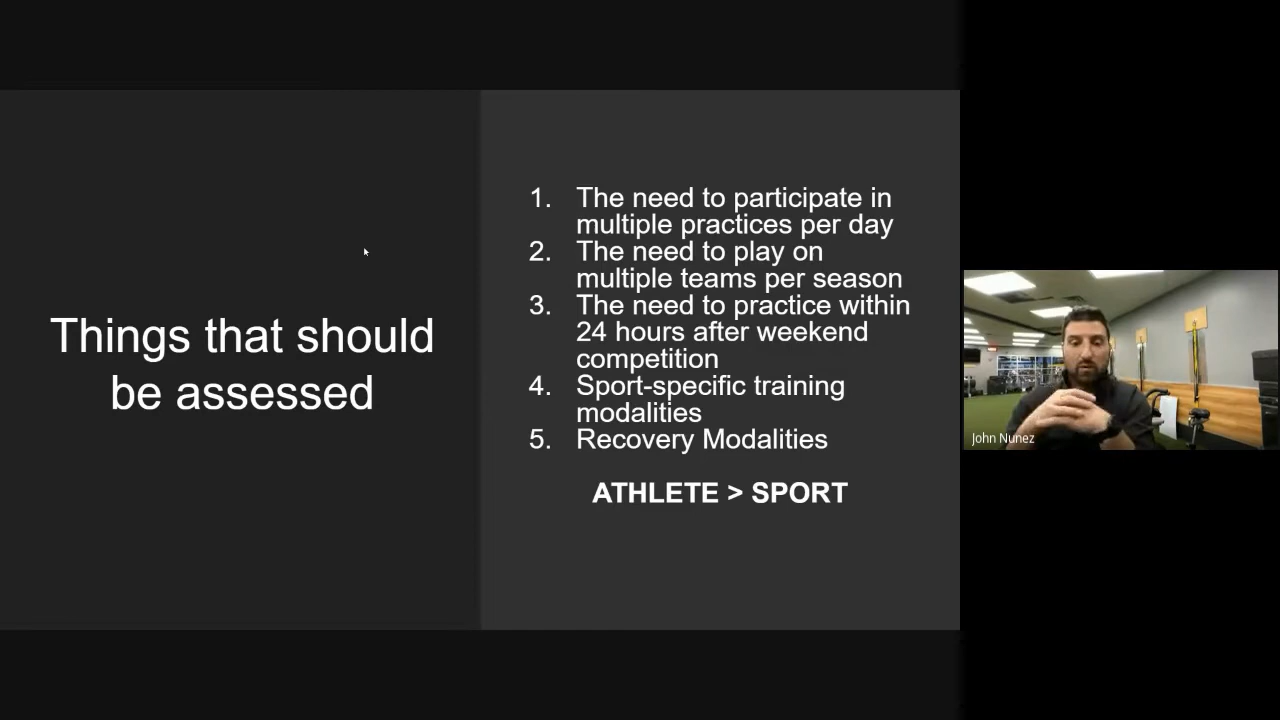 Things that should
be assessed
1. The need to participate in
multiple practices per day
2. The need to play on
multiple teams per season
3. The need to practice within
24 hours after weekend
competition
4. Sport-specific training
modalities
5. Recovery Modalities
ATHLETE > SPORT
John Nunez